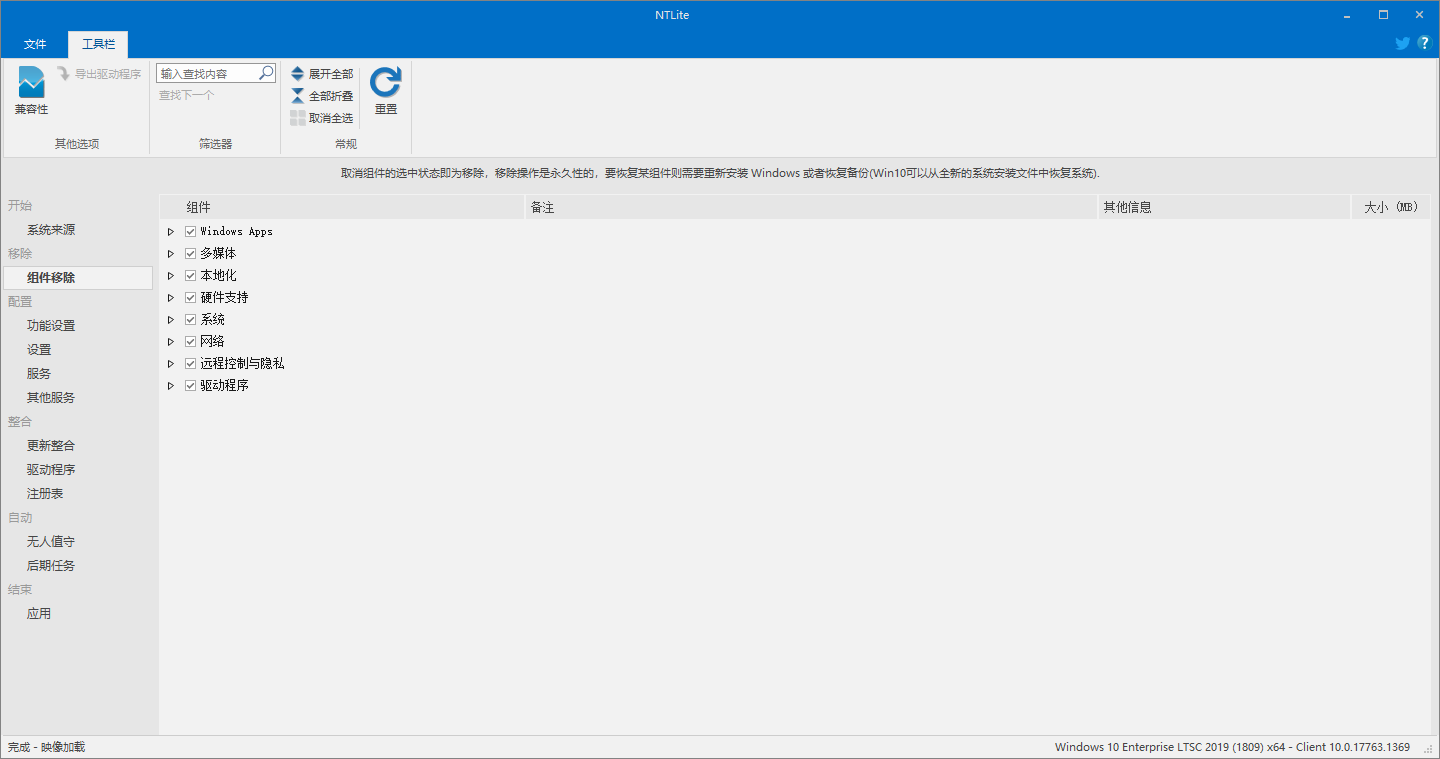 NTLite
文件
工具栏
兼容性
导出驱动程序
其他选项
输入查找内容
查找下一个
筛选器
展开全部
全部折叠
取消全选
重置
常规
取消组件的选中状态即为移除，移除操作是永久性的，要恢复某组件则需要重新安装 Windows 或者恢复备份(Win10可以从全新的系统安装文件中恢复系统).
开始
系统来源
移除
组件移除
配置
功能设置
设置
服务
其他服务
整合
更新整合
驱动程序
注册表
自动
无人值守
后期任务
结束
应用
组件 备注 其他信息 大小 (MB)
Windows Apps
多媒体
本地化
硬件支持
系统
网络
远程控制与隐私
驱动程序
完成 - 映像加载
Windows 10 Enterprise LTSC 2019 (1809) x64 - Client 10.0.17763.1369